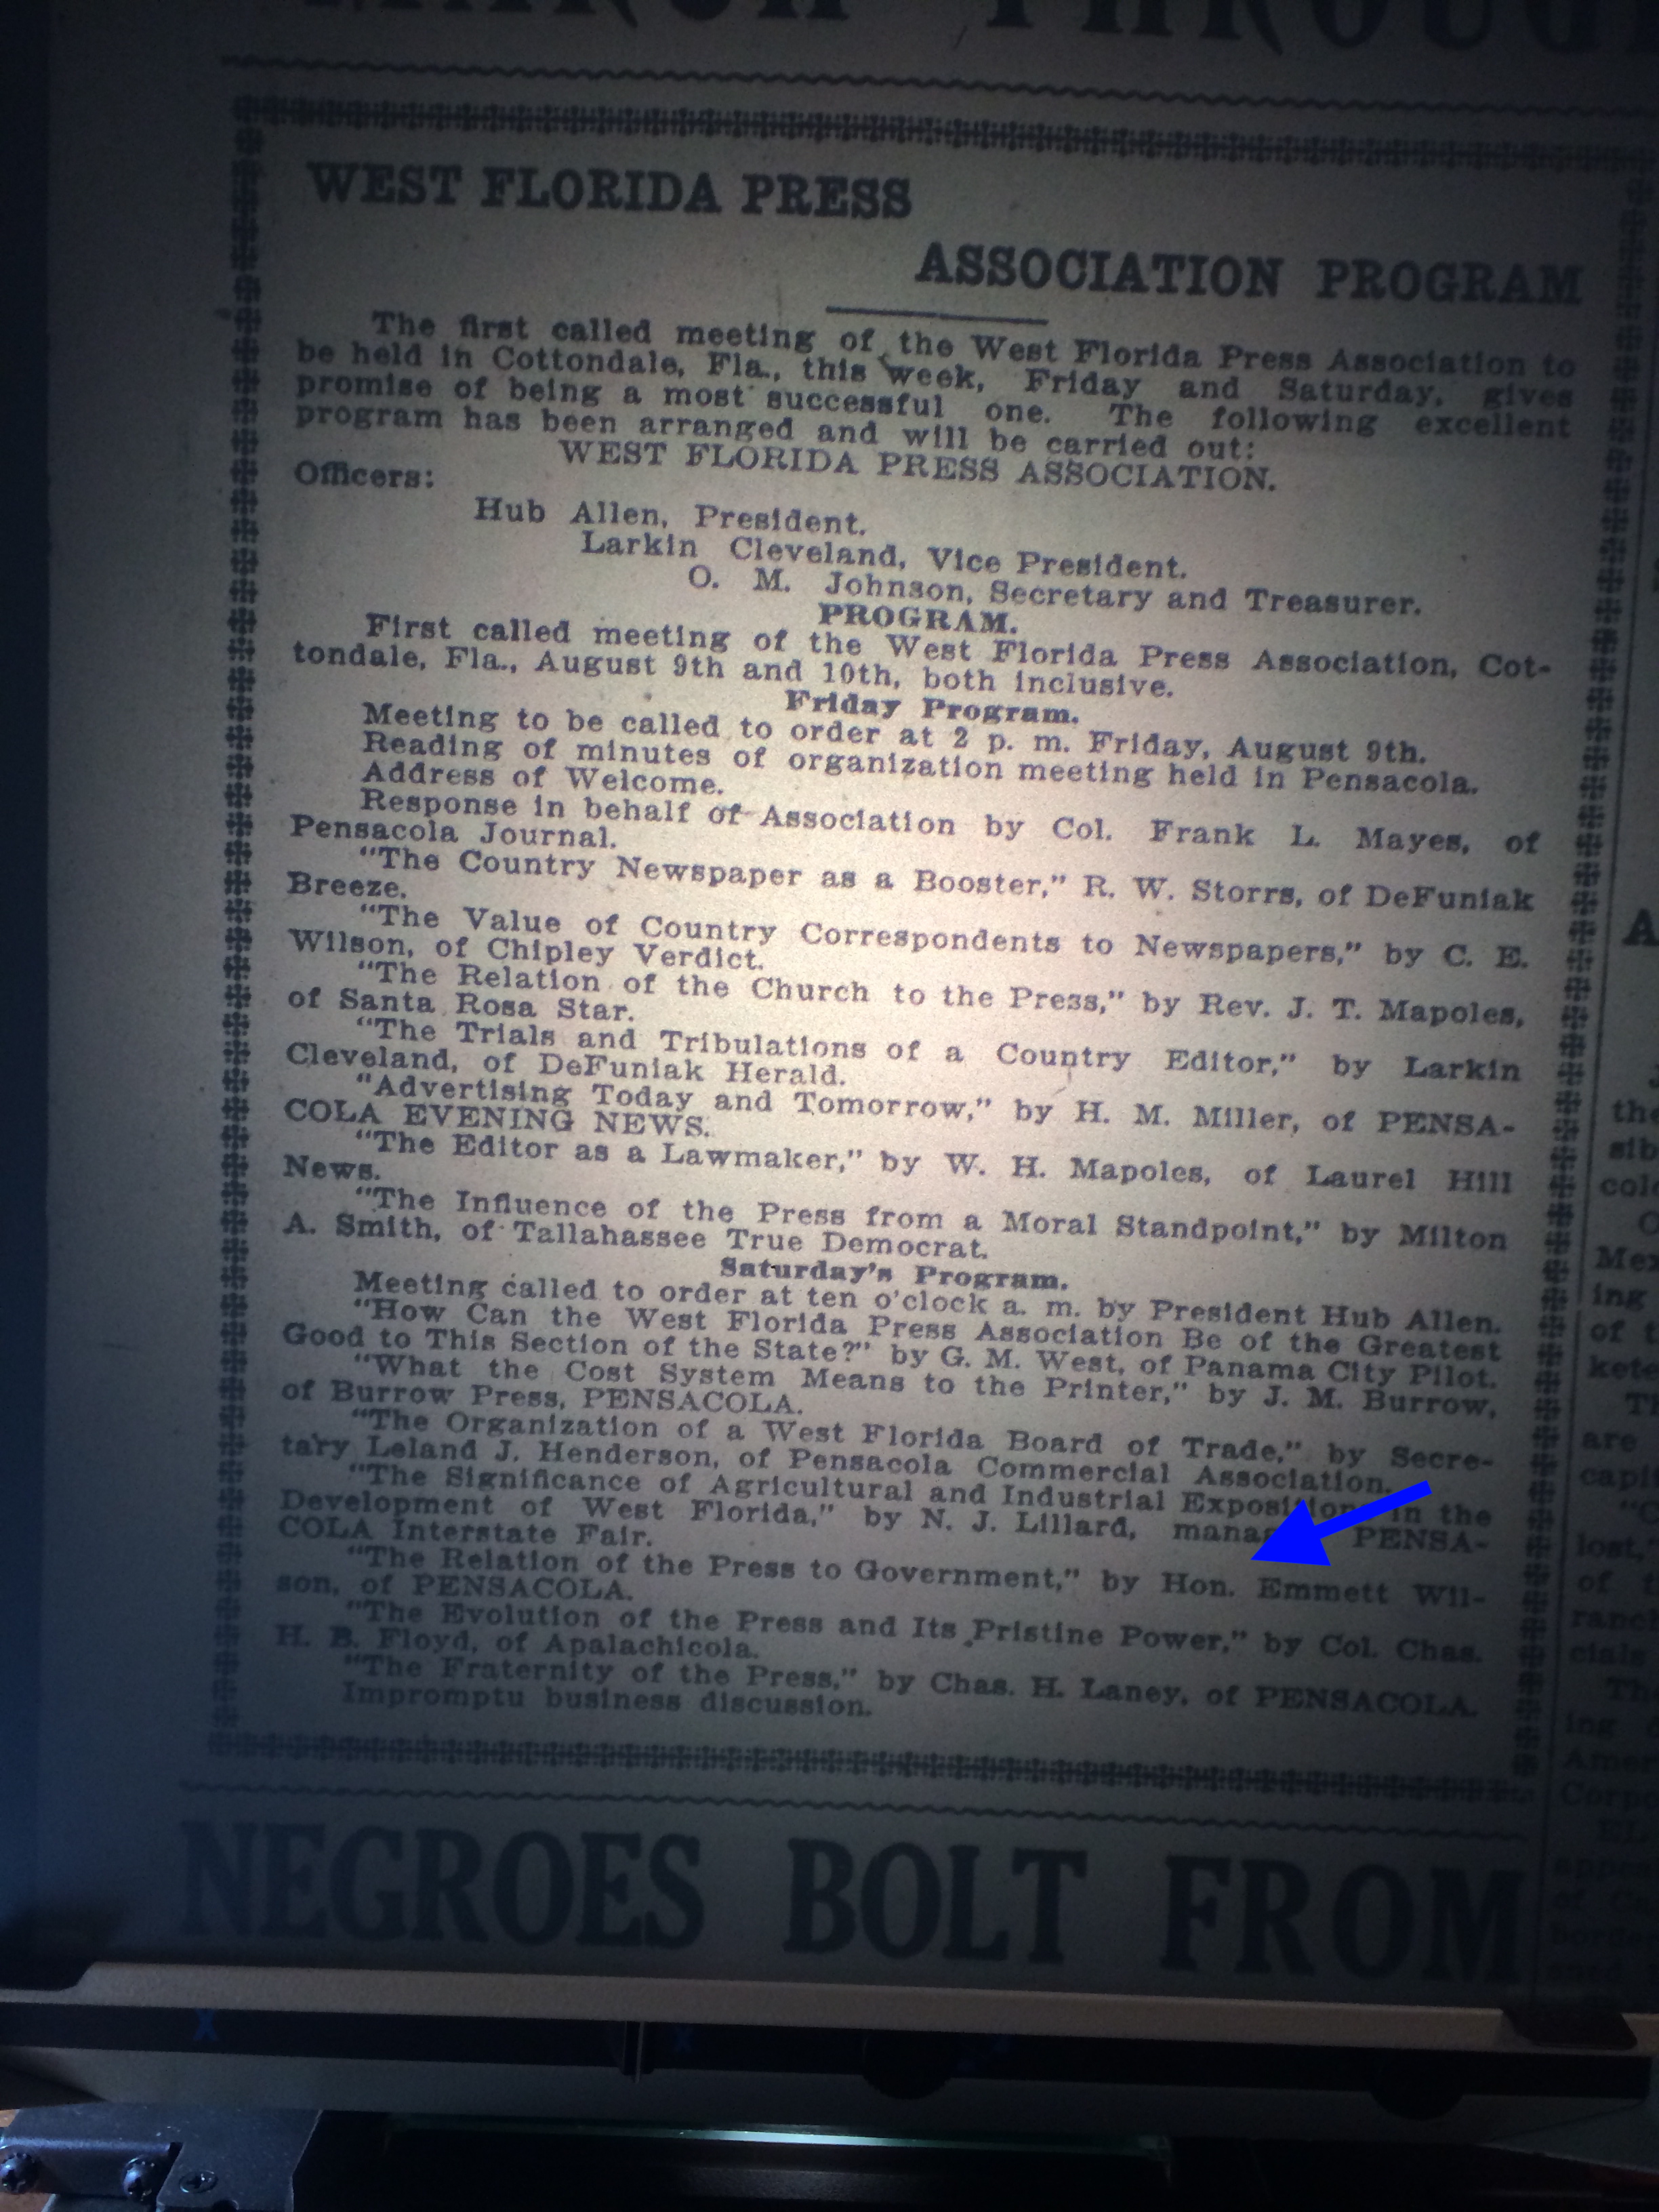 WEST FLORIDA PRESS
ASSOCIATION PROGRAM
The first called meeting of the West Florida Press Association to
be held in Cottondale, Fla., this week, Friday and Saturday, gives
promise of being a most successful one. The following excellent
program has been arranged and will be carried out:
WEST FLORIDA PRESS ASSOCIATION.
Officers:
Hub Allen, President.
Larkin Cleveland, Vice President.
O. M. Johnson, Secretary and Treasurer.
PROGRAM.
First called meeting of the West Florida Press Association, Cot-
tondale, Fla., August 9th and 10th, both inclusive.
Friday Program.
Meeting to be called to order at 2 p. m. Friday, August 9th.
Reading of minutes of organization meeting held in Pensacola.
Address of Welcome.
Response in behalf of Association by Col. Frank L. Mayes, of
Pensacola Journal.
"The Country Newspaper as a Booster," R. W. Storrs, of DeFuniak
Breeze.
"The Value of Country Correspondents to Newspapers," by C. E.
Wilson, of Chipley Verdict.
"The Relation of the Church to the Press," by Rev. J. T. Mapoles,
of Santa Rosa Star.
"The Trials and Tribulations of a Country Editor," by Larkin
Cleveland, of DeFuniak Herald.
"Advertising Today and Tomorrow," by H. M. Miller, of PENSA-
COLA EVENING NEWS.
"The Editor as a Lawmaker," by W. H. Mapoles, of Laurel Hill
News.
"The Influence of the Press from a Moral Standpoint," by Milton
A. Smith, of Tallahassee True Democrat.
Saturday's Program.
Meeting called to order at ten o'clock a. m. by President Hub Allen.
"How Can the West Florida Press Association Be of the Greatest
Good to This Section of the State?" by G. M. West, of Panama City Pilot.
"What the Cost System Means to the Printer," by J. M. Burrow,
of Burrow Press, PENSACOLA.
"The Organization of a West Florida Board of Trade," by Secre-
tary Leland J. Henderson, of Pensacola Commercial Association.
"The Significance of Agricultural and Industrial Expositions in the
Development of West Florida," by N. J. Lillard, PENSA-
COLA Interstate Fair.
"The Relation of the Press to Government," by Hon. Emmett Wil-
son, of PENSACOLA.
"The Evolution of the Press and Its Pristine Power," by Col. Chas.
H. B. Floyd, of Apalachicola.
"The Fraternity of the Press," by Chas. H. Laney, of PENSACOLA.
Impromptu business discussion.
NEGROES BOLT FROM